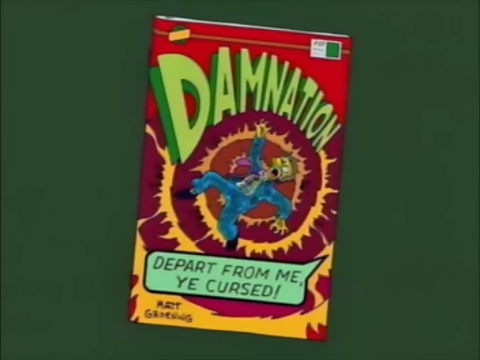 DAMNATION
DEPART FROM ME,
YE CURSED!
MATT
GROENING